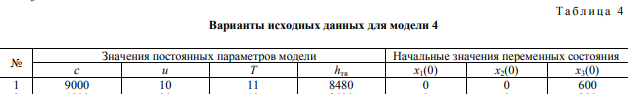 Таблица 4
Варианты исходных данных для модели 4
№ Значения постоянных параметров модели Начальные значения переменных состояния
c u T hтв x1(0) x2(0) x3(0)
1 9000 10 11 8480 0 0 600